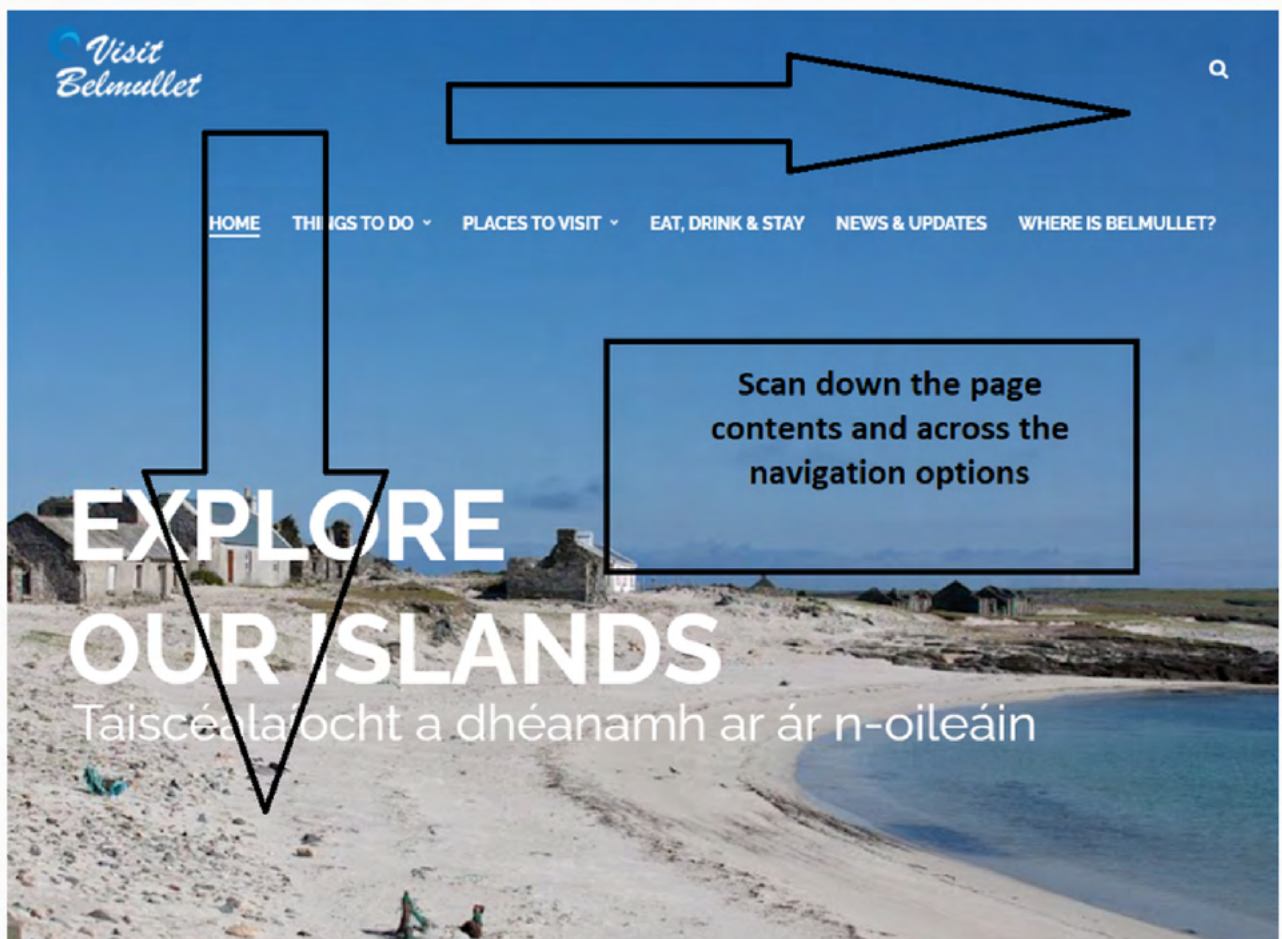 Visit
Belmullet
HOME THINGS TO DO PLACES TO VISIT EAT, DRINK & STAY NEWS & UPDATES WHERE IS BELMULLET?
Scan down the page
contents and across the
navigation options
EXPLORE
OUR ISLANDS
Taiscéalaíocht a dhéanamh ar ár n-oileáin